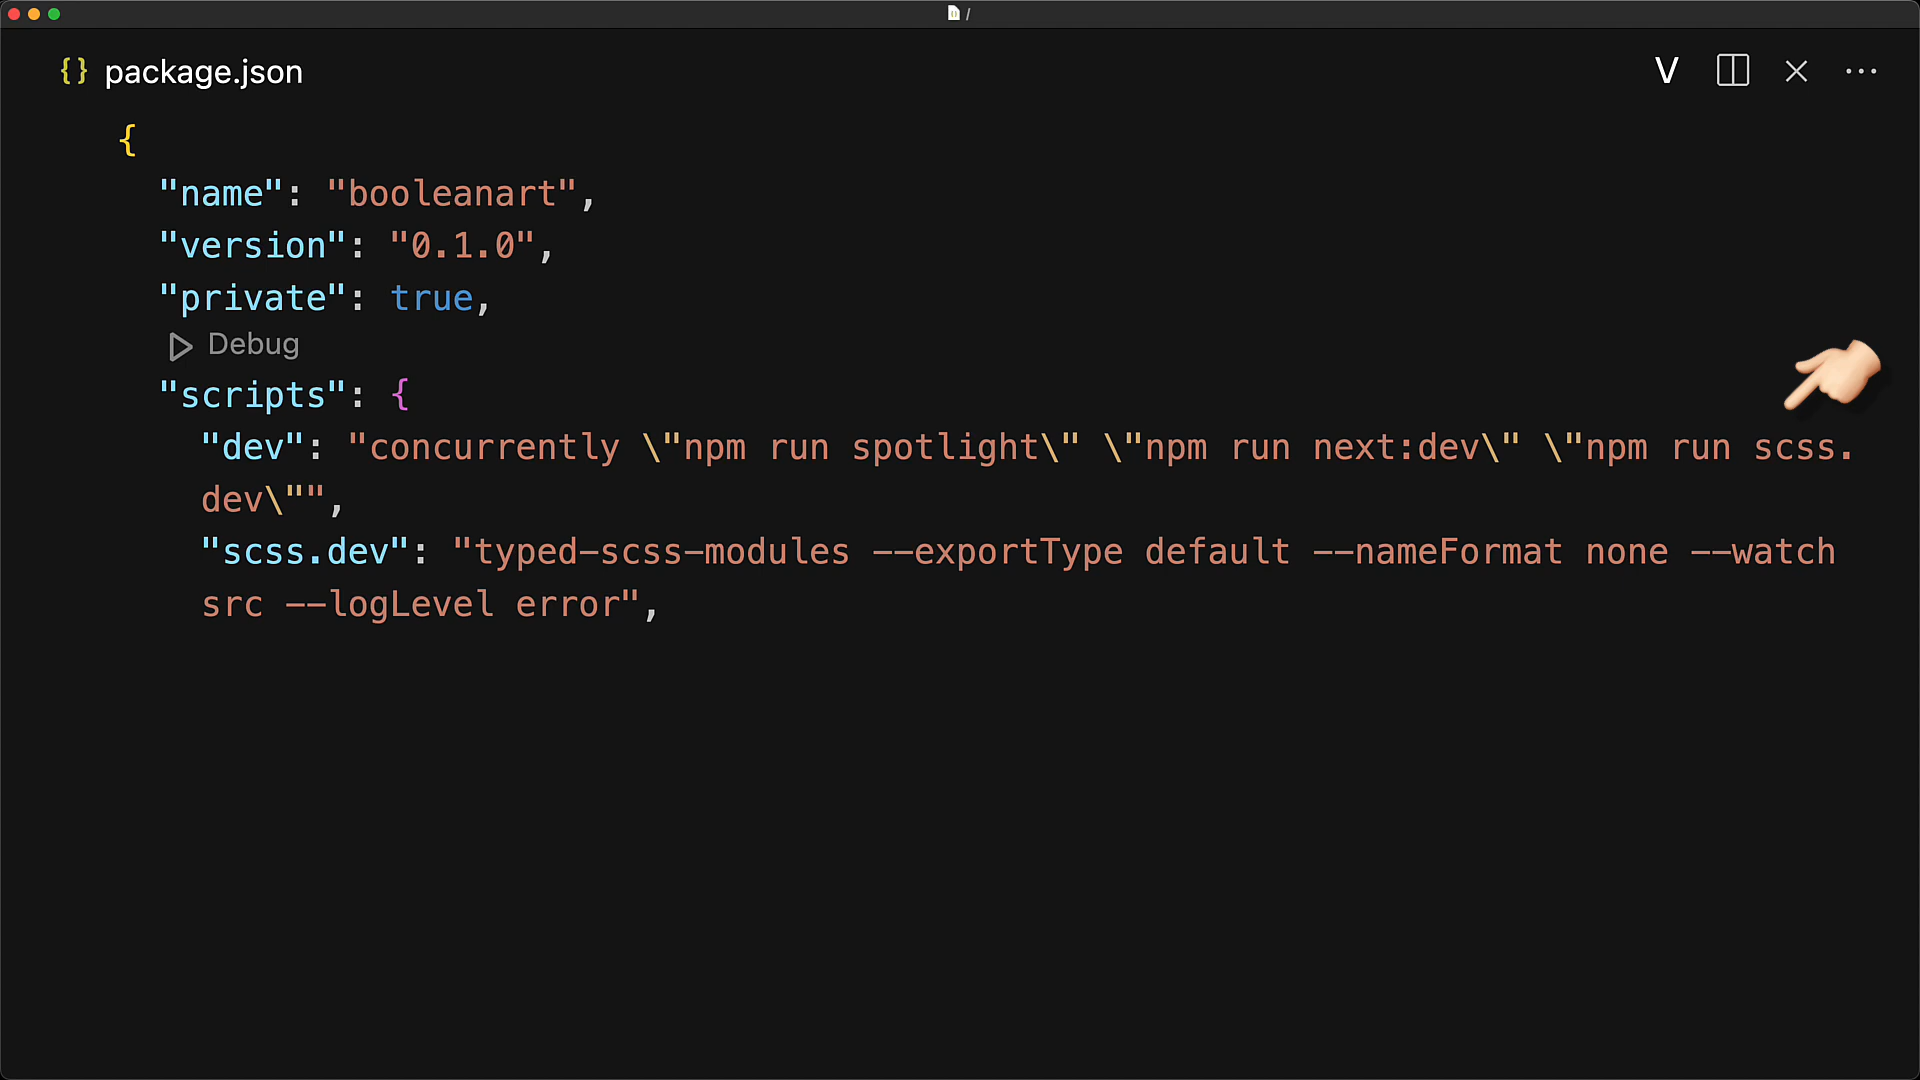 /
{} package.json
V
{
"name": "booleanart",
"version": "0.1.0",
"private": true,
Debug
"scripts": {
"dev": "concurrently \"npm run spotlight\" \"npm run next:dev\" \"npm run scss.
dev\"",
"scss.dev": "typed-scss-modules --exportType default --nameFormat none --watch
src --logLevel error",